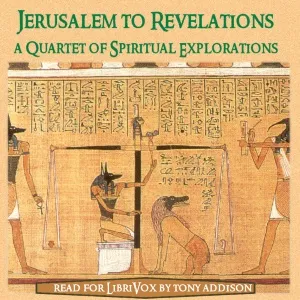 Jerusalem to Revelations
a Quartet of Spiritual Explorations
read for LibriVox by Tony Addison